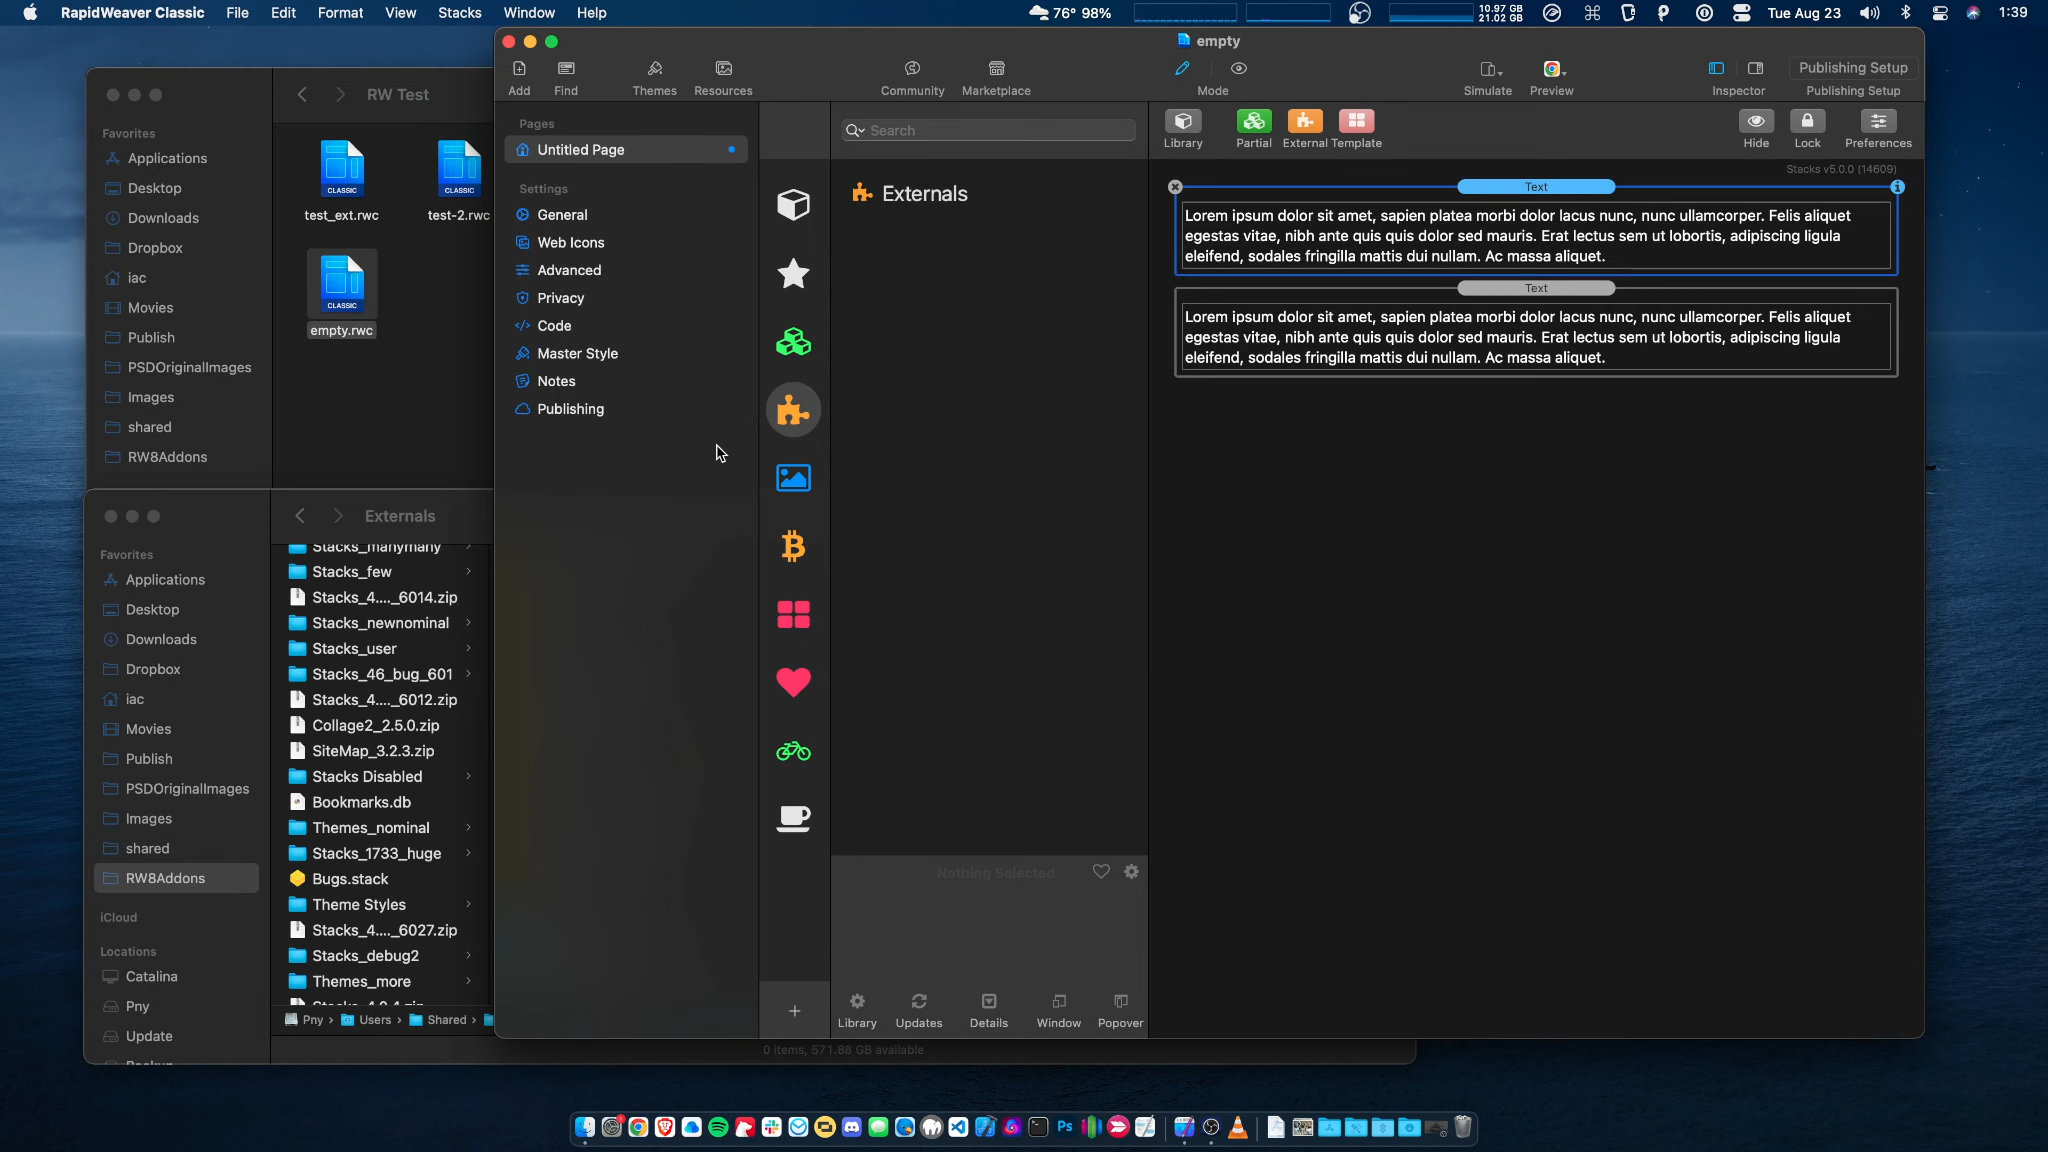 RapidWeaver Classic File Edit Format View Stacks Window Help
76° 98%
10.97 GB
21.02 GB
Tue Aug 23
1:39
RW Test
Favorites
Applications
Desktop
Downloads
Dropbox
iac
Movies
Publish
PSDOriginalImages
Images
shared
RW8Addons
CLASSIC
test_ext.rwc
CLASSIC
test-2.rwc
CLASSIC
empty.rwc
Externals
Favorites
Applications
Desktop
Downloads
Dropbox
iac
Movies
Publish
PSDOriginalImages
Images
shared
RW8Addons
iCloud
Locations
Catalina
Pny
Update
Stacks_manymany
Stacks_few
Stacks_4...._6014.zip
Stacks_newnominal
Stacks_user
Stacks_46_bug_601
Stacks_4...._6012.zip
Collage2_2.5.0.zip
SiteMap_3.2.3.zip
Stacks Disabled
Bookmarks.db
Themes_nominal
Stacks_1733_huge
Bugs.stack
Theme Styles
Stacks_4...._6027.zip
Stacks_debug2
Themes_more
Pny › Users › Shared ›
0 items, 571.88 GB available
empty
Add Find Themes Resources Community Marketplace Mode Simulate Preview Inspector
Publishing Setup
Publishing Setup
Pages
Untitled Page
Settings
General
Web Icons
Advanced
Privacy
Code
Master Style
Notes
Publishing
Search
Externals
Nothing Selected
Library Updates Details Window Popover
Library Partial External Template Hide Lock Preferences
Stacks v5.0.0 (14609)
Text
Lorem ipsum dolor sit amet, sapien platea morbi dolor lacus nunc, nunc ullamcorper. Felis aliquet
egestas vitae, nibh ante quis quis dolor sed mauris. Erat lectus sem ut lobortis, adipiscing ligula
eleifend, sodales fringilla mattis dui nullam. Ac massa aliquet.
Text
Lorem ipsum dolor sit amet, sapien platea morbi dolor lacus nunc, nunc ullamcorper. Felis aliquet
egestas vitae, nibh ante quis quis dolor sed mauris. Erat lectus sem ut lobortis, adipiscing ligula
eleifend, sodales fringilla mattis dui nullam. Ac massa aliquet.
Ps